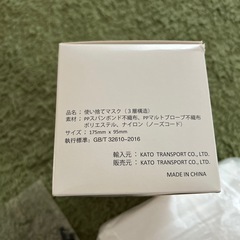 品名：使い捨てマスク（3層構造）
素材：PPスパンボンド不織布、PPマルトブローブ不織布
ポリエステル、ナイロン（ノーズコード）
サイズ：175mm x 95mm
執行標準：GB/T 32610-2016
輸入元：KATO TRANSPORT CO., LTD.
販売元：KATO TRANSPORT CO., LTD.
MADE IN CHINA